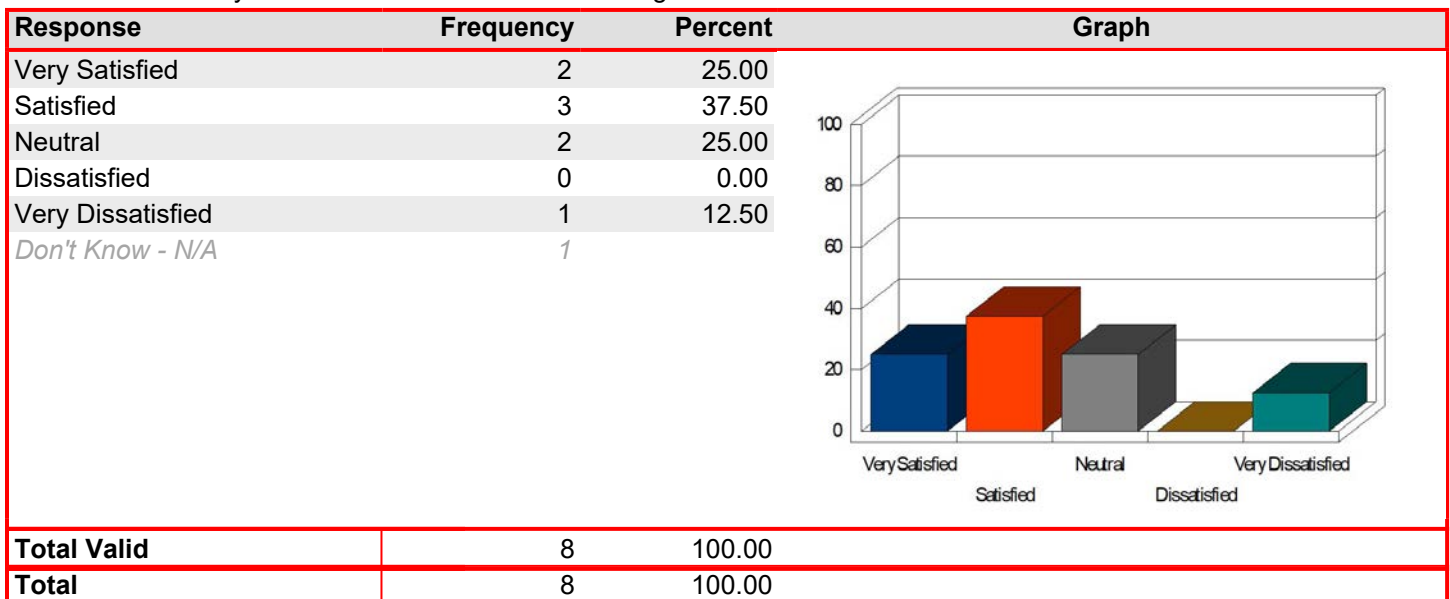 Response Frequency Percent Graph
Very Satisfied 2 25.00
Satisfied 3 37.50
Neutral 2 25.00
Dissatisfied 0 0.00
Very Dissatisfied 1 12.50
Don't Know - N/A 1
100
80
60
40
20
0
Very Satisfied Neutral Very Dissatisfied
Satisfied Dissatisfied
Total Valid 8 100.00
Total 8 100.00